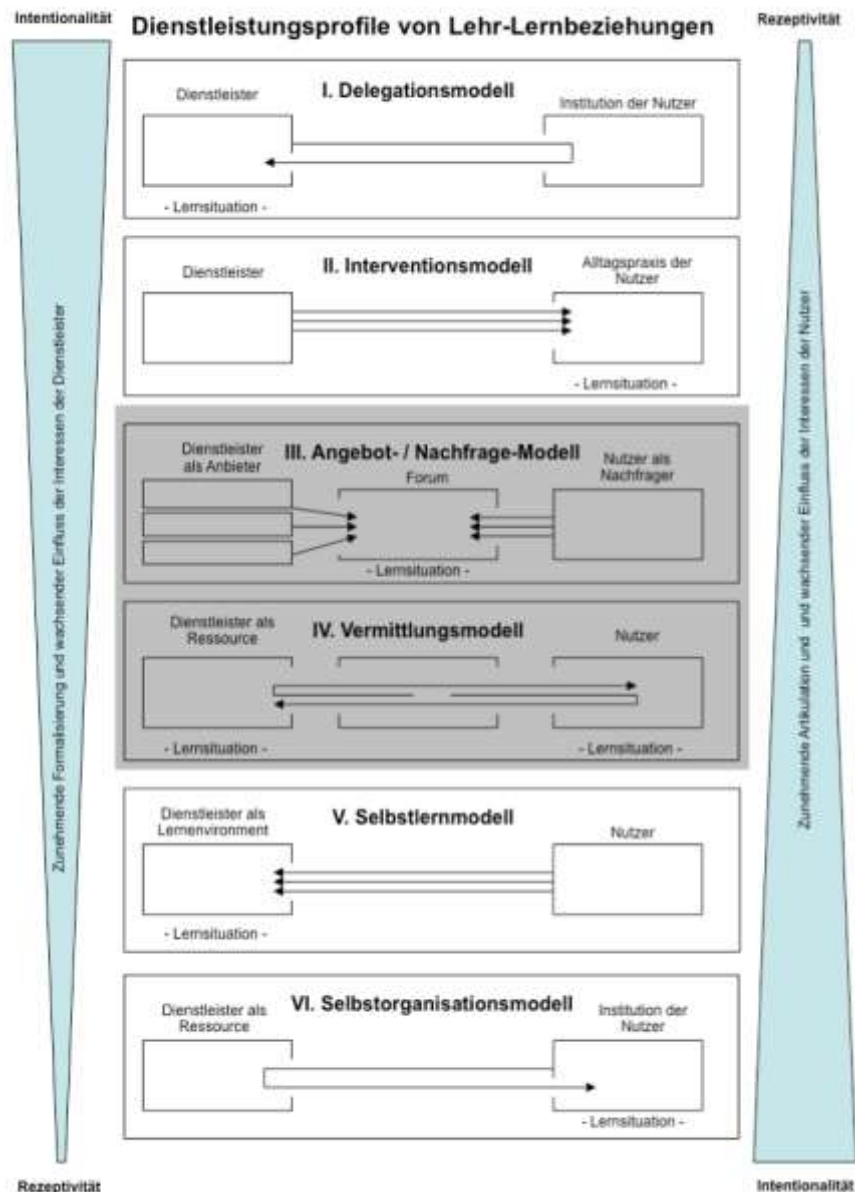 Intentionalität
Dienstleistungsprofile von Lehr-Lernbeziehungen
Rezeptivität
Zunehmende Formalisierung und wachsender Einfluss der Interessen der Dienstleister
Zunehmende Artikulation und und wachsender Einfluss der Interessen der Nutzer
I. Delegationsmodell
Dienstleister
Institution der Nutzer
- Lernsituation -
II. Interventionsmodell
Dienstleister
Alltagspraxis der
Nutzer
- Lernsituation -
III. Angebot- / Nachfrage-Modell
Dienstleister
als Anbieter
Forum
Nutzer als
Nachfrager
- Lernsituation -
IV. Vermittlungsmodell
Dienstleister als
Ressource
Nutzer
- Lernsituation -
- Lernsituation -
V. Selbstlernmodell
Dienstleister als
Lernenvironment
Nutzer
- Lernsituation -
VI. Selbstorganisationsmodell
Dienstleister als
Ressource
Institution der
Nutzer
- Lernsituation -
Rezeptivität
Intentionalität